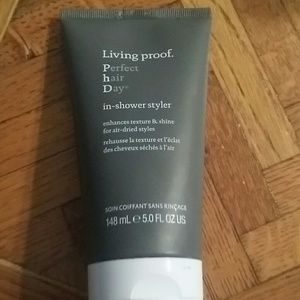 Living proof.
Perfect
hair
Day™
in-shower styler
enhances texture & shine
for air-dried styles
rehausse la texture et l'éclat
des cheveux séchés à l'air
SOIN COIFFANT SANS RINÇAGE
148 mL ℮ 5.0 FL OZ US